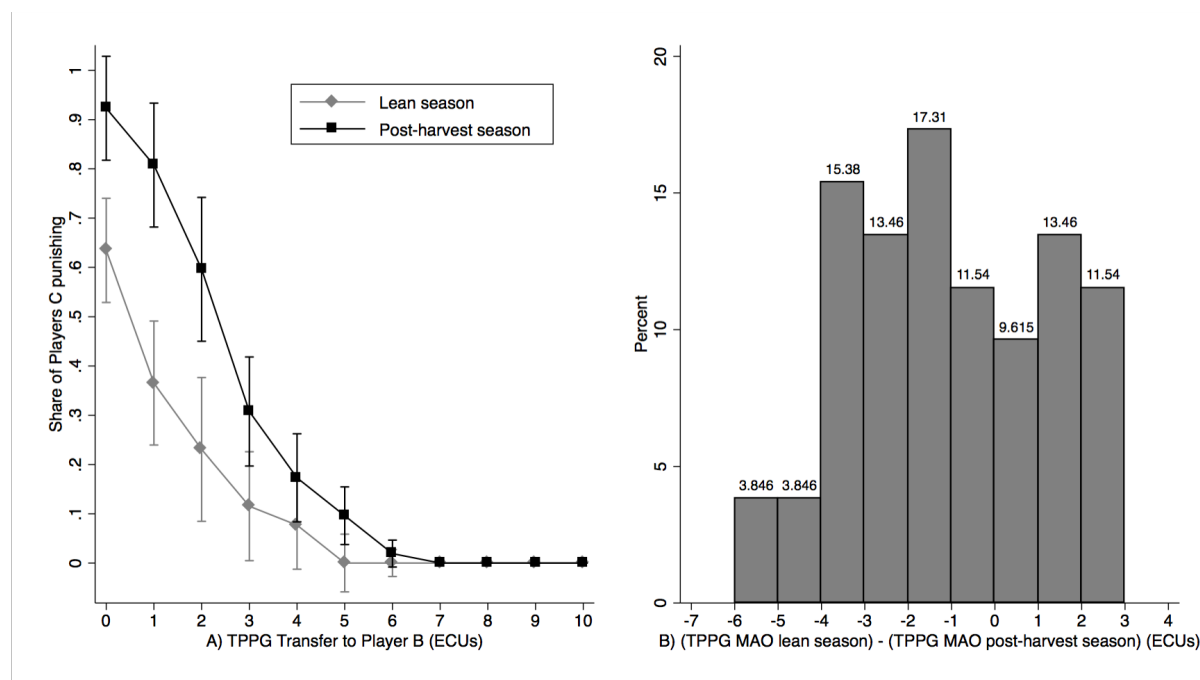 Lean season
Post-harvest season
Share of Players C punishing
1
.9
.8
.7
.6
.5
.4
.3
.2
.1
0
0 1 2 3 4 5 6 7 8 9 10
A) TPPG Transfer to Player B (ECUs)
Percent
20
15
10
5
0
3.846 3.846 15.38 13.46 17.31 11.54 9.615 13.46 11.54
-7 -6 -5 -4 -3 -2 -1 0 1 2 3 4
B) (TPPG MAO lean season) - (TPPG MAO post-harvest season) (ECUs)